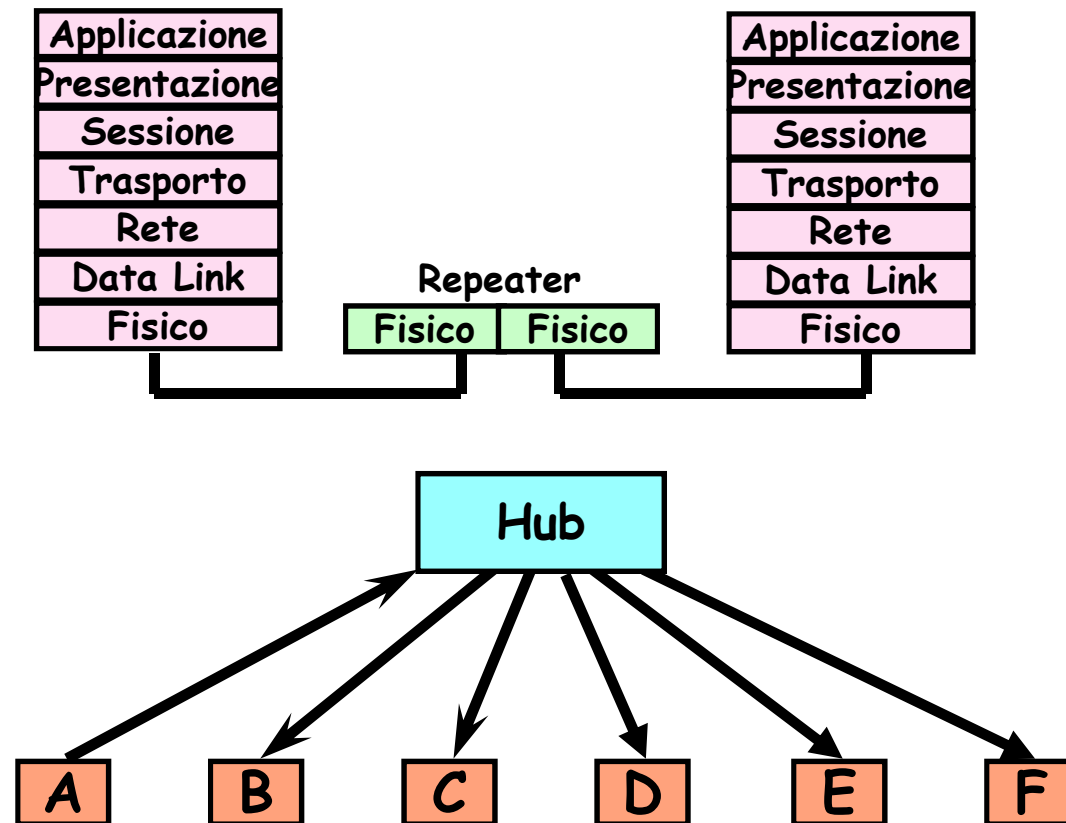 Applicazione
Presentazione
Sessione
Trasporto
Rete
Data Link
Fisico
Repeater
Fisico Fisico
Applicazione
Presentazione
Sessione
Trasporto
Rete
Data Link
Fisico
Hub
A B C D E F